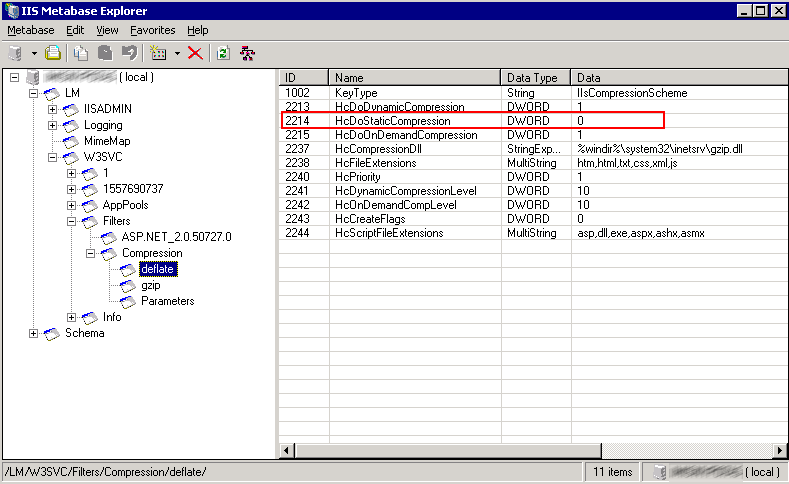 IIS Metabase Explorer
Metabase Edit View Favorites Help
( local )
LM
IISADMIN
Logging
MimeMap
W3SVC
1
1557690737
AppPools
Filters
ASP.NET_2.0.50727.0
Compression
deflate
gzip
Parameters
Info
Schema
ID Name Data Type Data
1002 KeyType String IIsCompressionScheme
2213 HcDoDynamicCompression DWORD 1
2214 HcDoStaticCompression DWORD 0
2215 HcDoOnDemandCompression DWORD 1
2237 HcCompressionDll StringExp... %windir%\system32\inetsrv\gzip.dll
2238 HcFileExtensions MultiString htm,html,txt,css,xml,js
2240 HcPriority DWORD 1
2241 HcDynamicCompressionLevel DWORD 10
2242 HcOnDemandCompLevel DWORD 10
2243 HcCreateFlags DWORD 0
2244 HcScriptFileExtensions MultiString asp,dll,exe,aspx,ashx,asmx
/LM/W3SVC/Filters/Compression/deflate/ 11 items ( local )